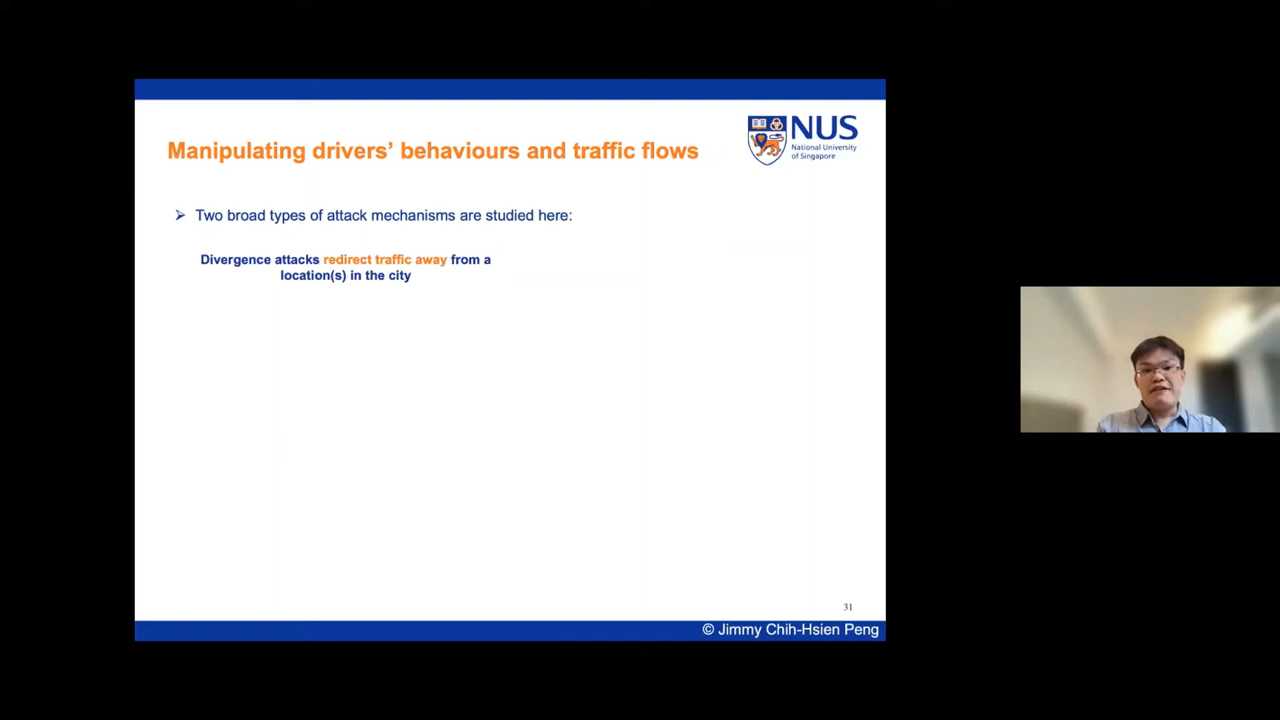 NUS
National University
of Singapore
Manipulating drivers’ behaviours and traffic flows
Two broad types of attack mechanisms are studied here:
Divergence attacks redirect traffic away from a
location(s) in the city
31
© Jimmy Chih-Hsien Peng